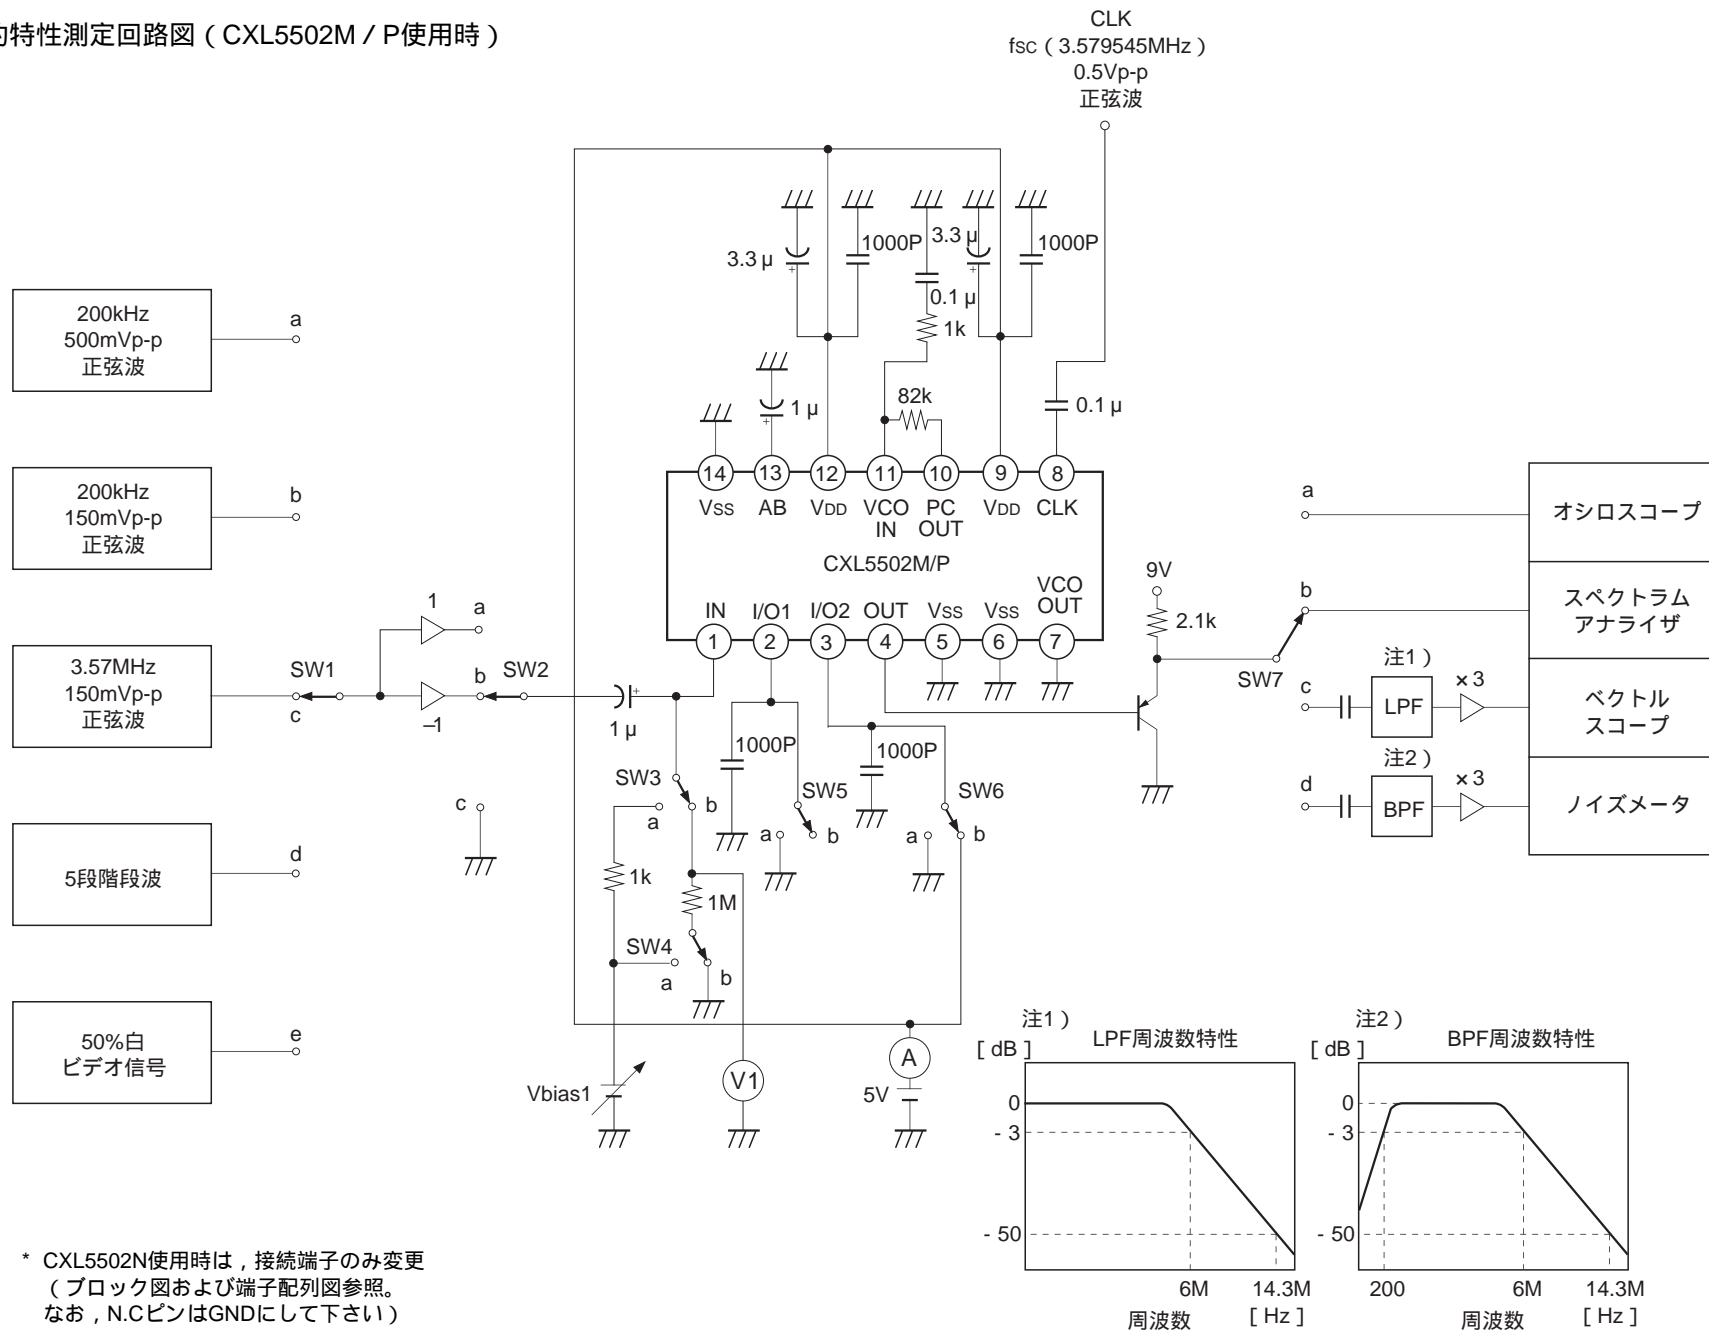 的特性測定回路図（CXL5502M / P使用時）
CLK
fsc（3.579545MHz）
0.5Vp-p
正弦波
3.3 µ
1000P
3.3 µ
1000P
0.1 µ
1k
1 µ
82k
0.1 µ
200kHz
500mVp-p
正弦波
a
200kHz
150mVp-p
正弦波
b
3.57MHz
150mVp-p
正弦波
SW1
c
1
a
b
SW2
–1
c
5段階段波
d
50%白
ビデオ信号
e
14 13 12 11 10 9 8
VSS AB VDD VCO IN PC OUT VDD CLK
CXL5502M/P
IN I/O1 I/O2 OUT VSS VSS VCO OUT
1 2 3 4 5 6 7
1 µ
+
1000P
1000P
SW3
a
b
SW5
a
b
SW6
a
b
1k
1M
SW4
a
b
Vbias1
V1
A
5V
9V
2.1k
SW7
a
オシロスコープ
b
スペクトラム
アナライザ
注1）
c
LPF
×3
ベクトル
スコープ
注2）
d
BPF
×3
ノイズメータ
注1）
LPF周波数特性
[ dB ]
0
- 3
- 50
6M
14.3M
周波数
[ Hz ]
注2）
BPF周波数特性
[ dB ]
0
- 3
- 50
200
6M
14.3M
周波数
[ Hz ]
* CXL5502N使用時は，接続端子のみ変更
（ブロック図および端子配列図参照。
なお，N.CピンはGNDにして下さい）